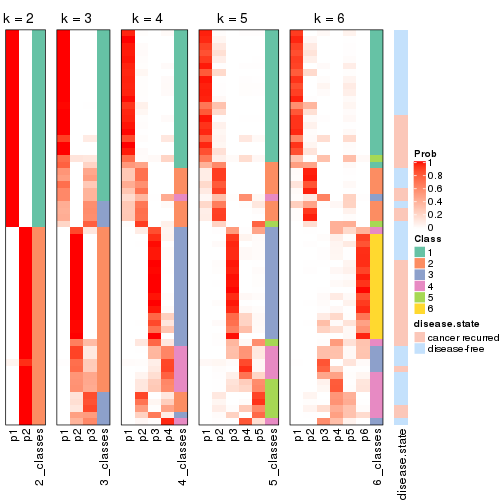 k = 2 k = 3 k = 4 k = 5 k = 6
Prob
1
0.8
0.6
0.4
0.2
0
Class
1
2
3
4
5
6
disease.state
cancer recurred
disease-free
p1 p2 2_classes p1 p2 p3 3_classes p1 p2 p3 p4 4_classes p1 p2 p3 p4 p5 5_classes p1 p2 p3 p4 p5 p6 6_classes disease.state